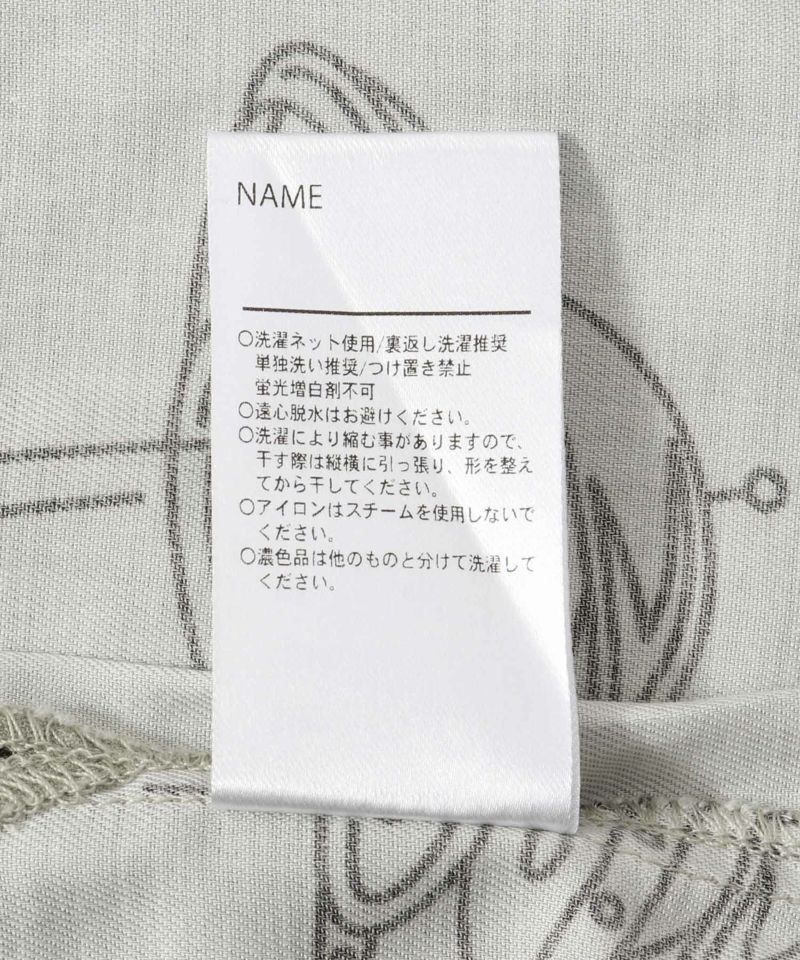 NAME
○洗濯ネット使用/裏返し洗濯推奨
単独洗い推奨/つけ置き禁止
蛍光増白剤不可
○遠心脱水はお避けください。
○洗濯により縮む事がありますので、
干す際は縦横に引っ張り、形を整え
てから干してください。
○アイロンはスチームを使用しないで
ください。
○濃色品は他のものと分けて洗濯して
ください。